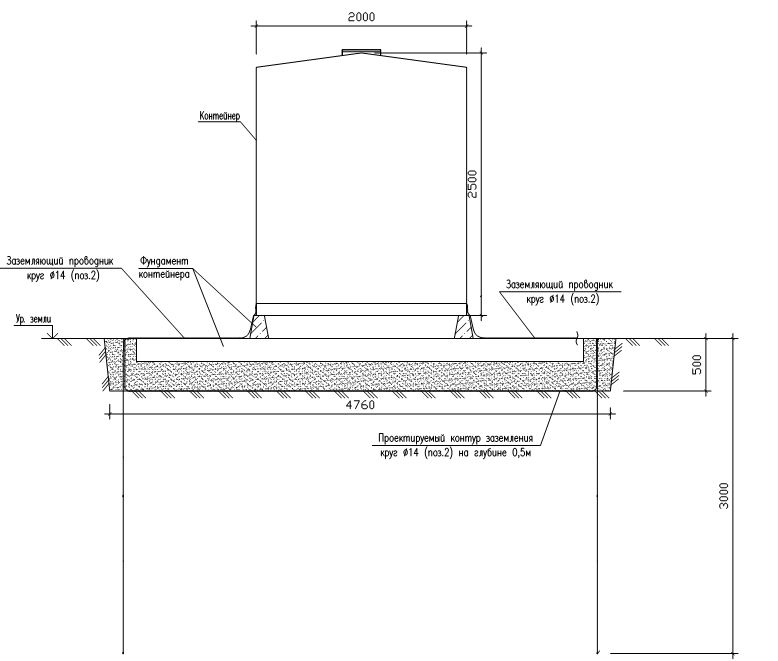 2000
Контейнер
2500
Заземляющий проводник
круг Ø14 (поз.2)
Фундамент
контейнера
Заземляющий проводник
круг Ø14 (поз.2)
Ур. земли
500
4760
Проектируемый контур заземления
круг Ø14 (поз.2) на глубине 0,5м
3000